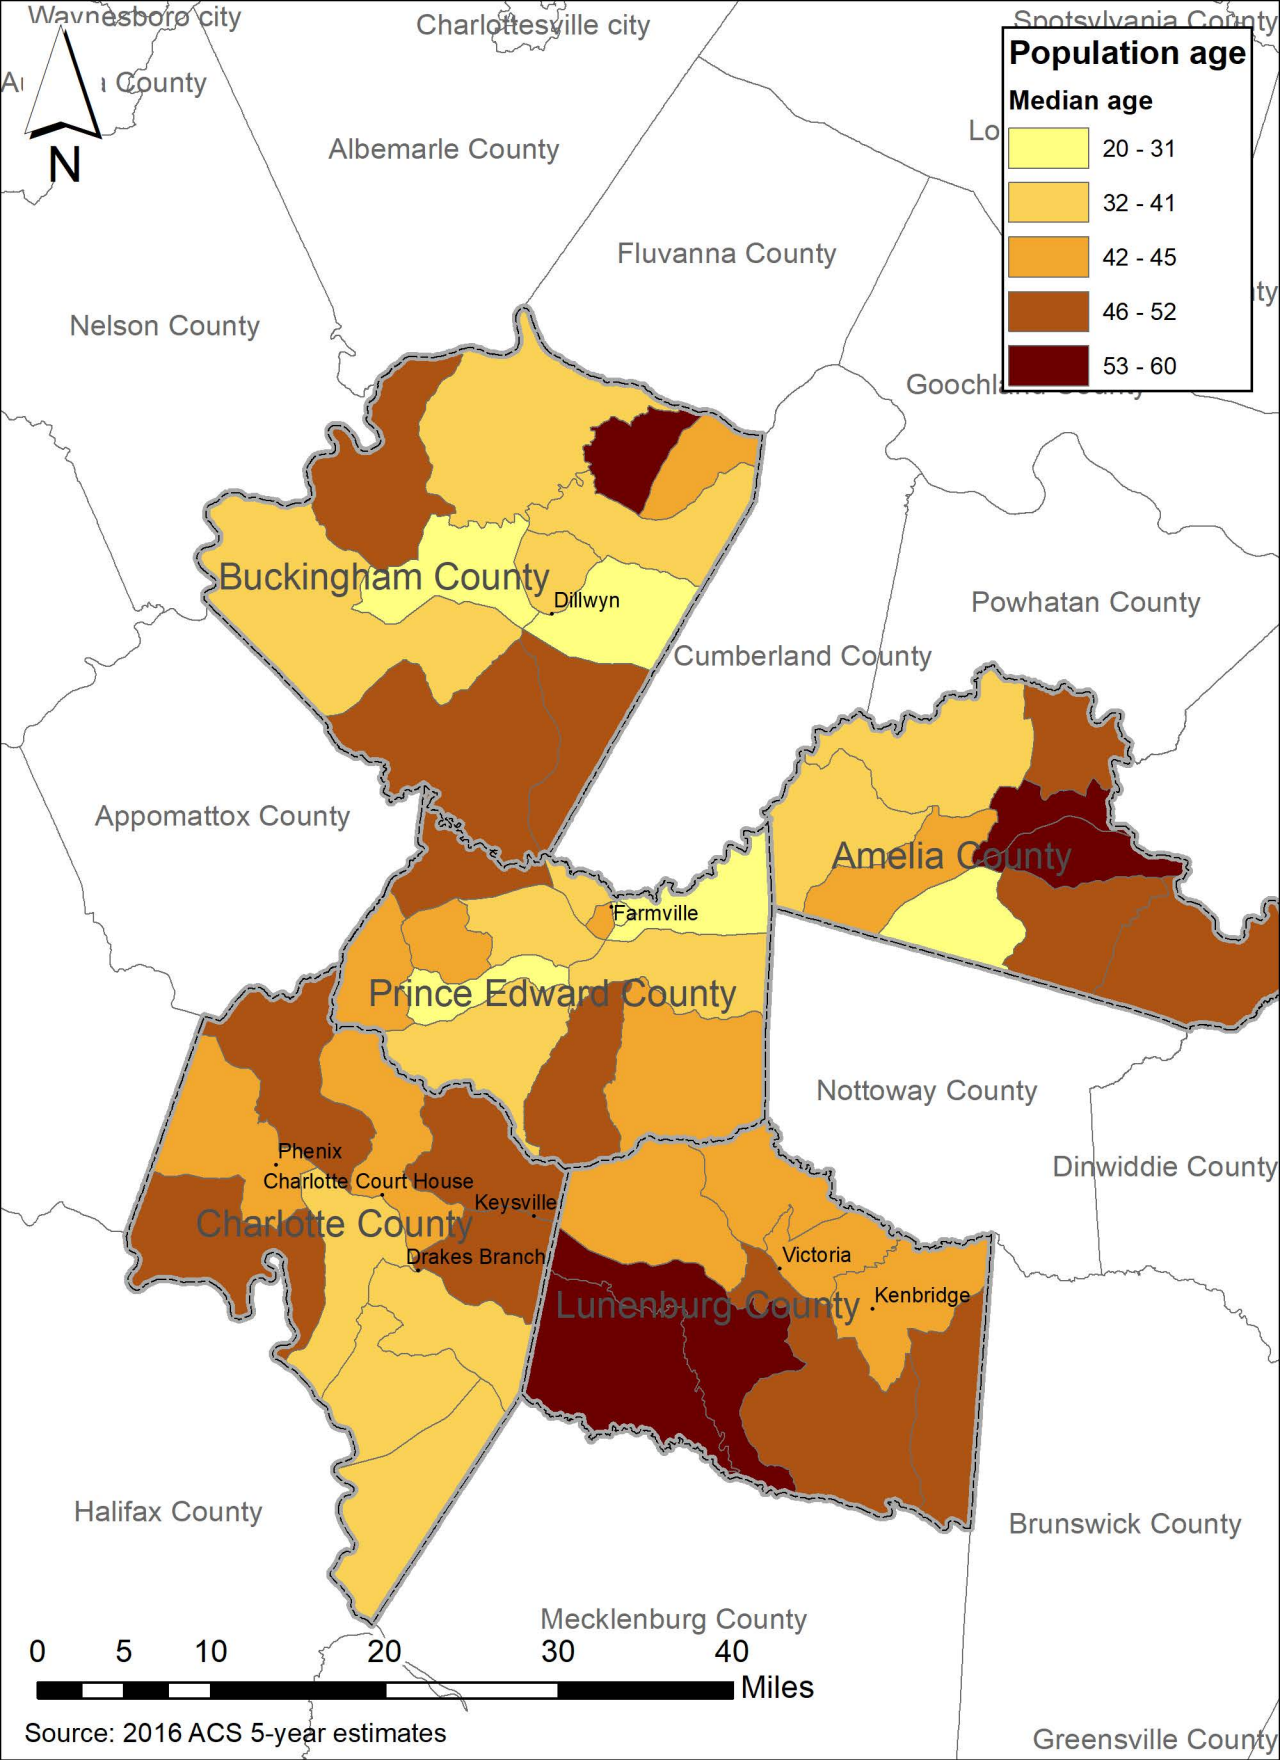 Waynesboro city
Charlottesville city
Spotsylvania County
County
Population age
Median age
20 - 31
32 - 41
42 - 45
46 - 52
53 - 60
N
Albemarle County
Lo
Fluvanna County
ty
Nelson County
Goochland County
Buckingham County
Dillwyn
Powhatan County
Cumberland County
Appomattox County
Amelia County
Farmville
Prince Edward County
Nottoway County
Phenix
Dinwiddie County
Charlotte Court House
Keysville
Charlotte County
Drakes Branch
Victoria
Kenbridge
Lunenburg County
Halifax County
Brunswick County
Mecklenburg County
0 5 10 20 30 40
Miles
Source: 2016 ACS 5-year estimates
Greensville County